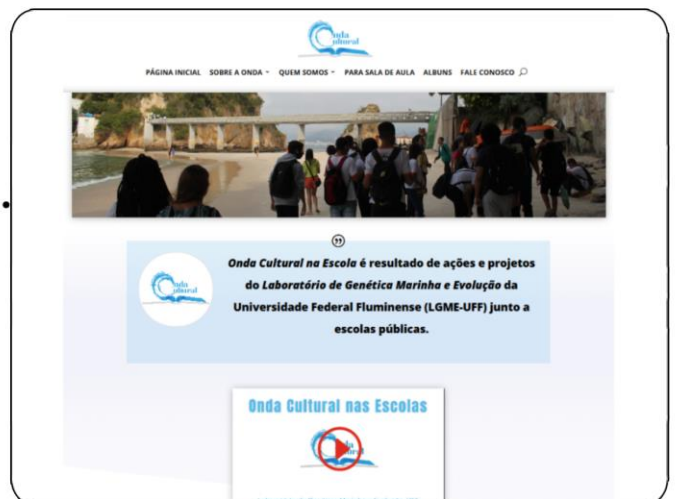 Onda
Cultural
PÁGINA INICIAL SOBRE A ONDA QUEM SOMOS PARA SALA DE AULA ALBUNS FALE CONOSCO
Onda
Cultural
Onda Cultural na Escola é resultado de ações e projetos
do Laboratório de Genética Marinha e Evolução da
Universidade Federal Fluminense (LGME-UFF) junto a
escolas públicas.
Onda Cultural nas Escolas